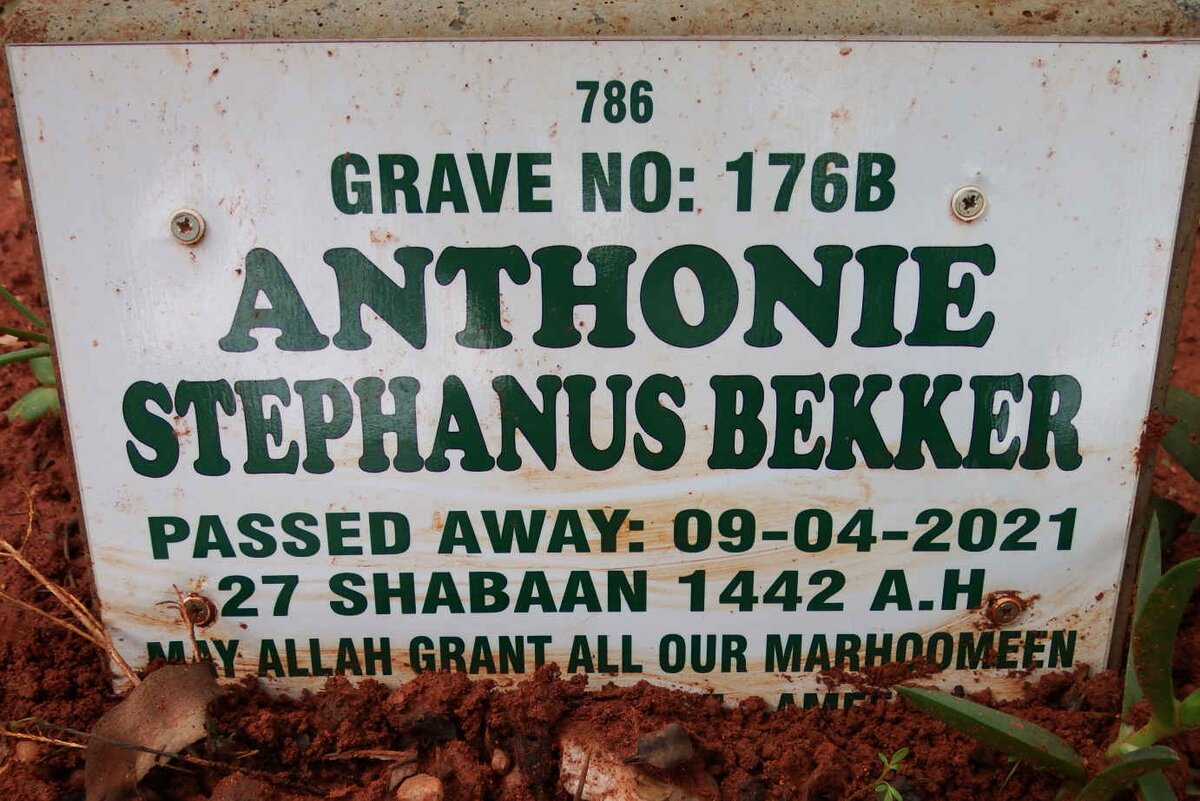 786
GRAVE NO: 176B
ANTHONIE
STEPHANUS BEKKER
PASSED AWAY: 09-04-2021
27 SHABAAN 1442 A.H
MAY ALLAH GRANT ALL OUR MARHOOMEEN